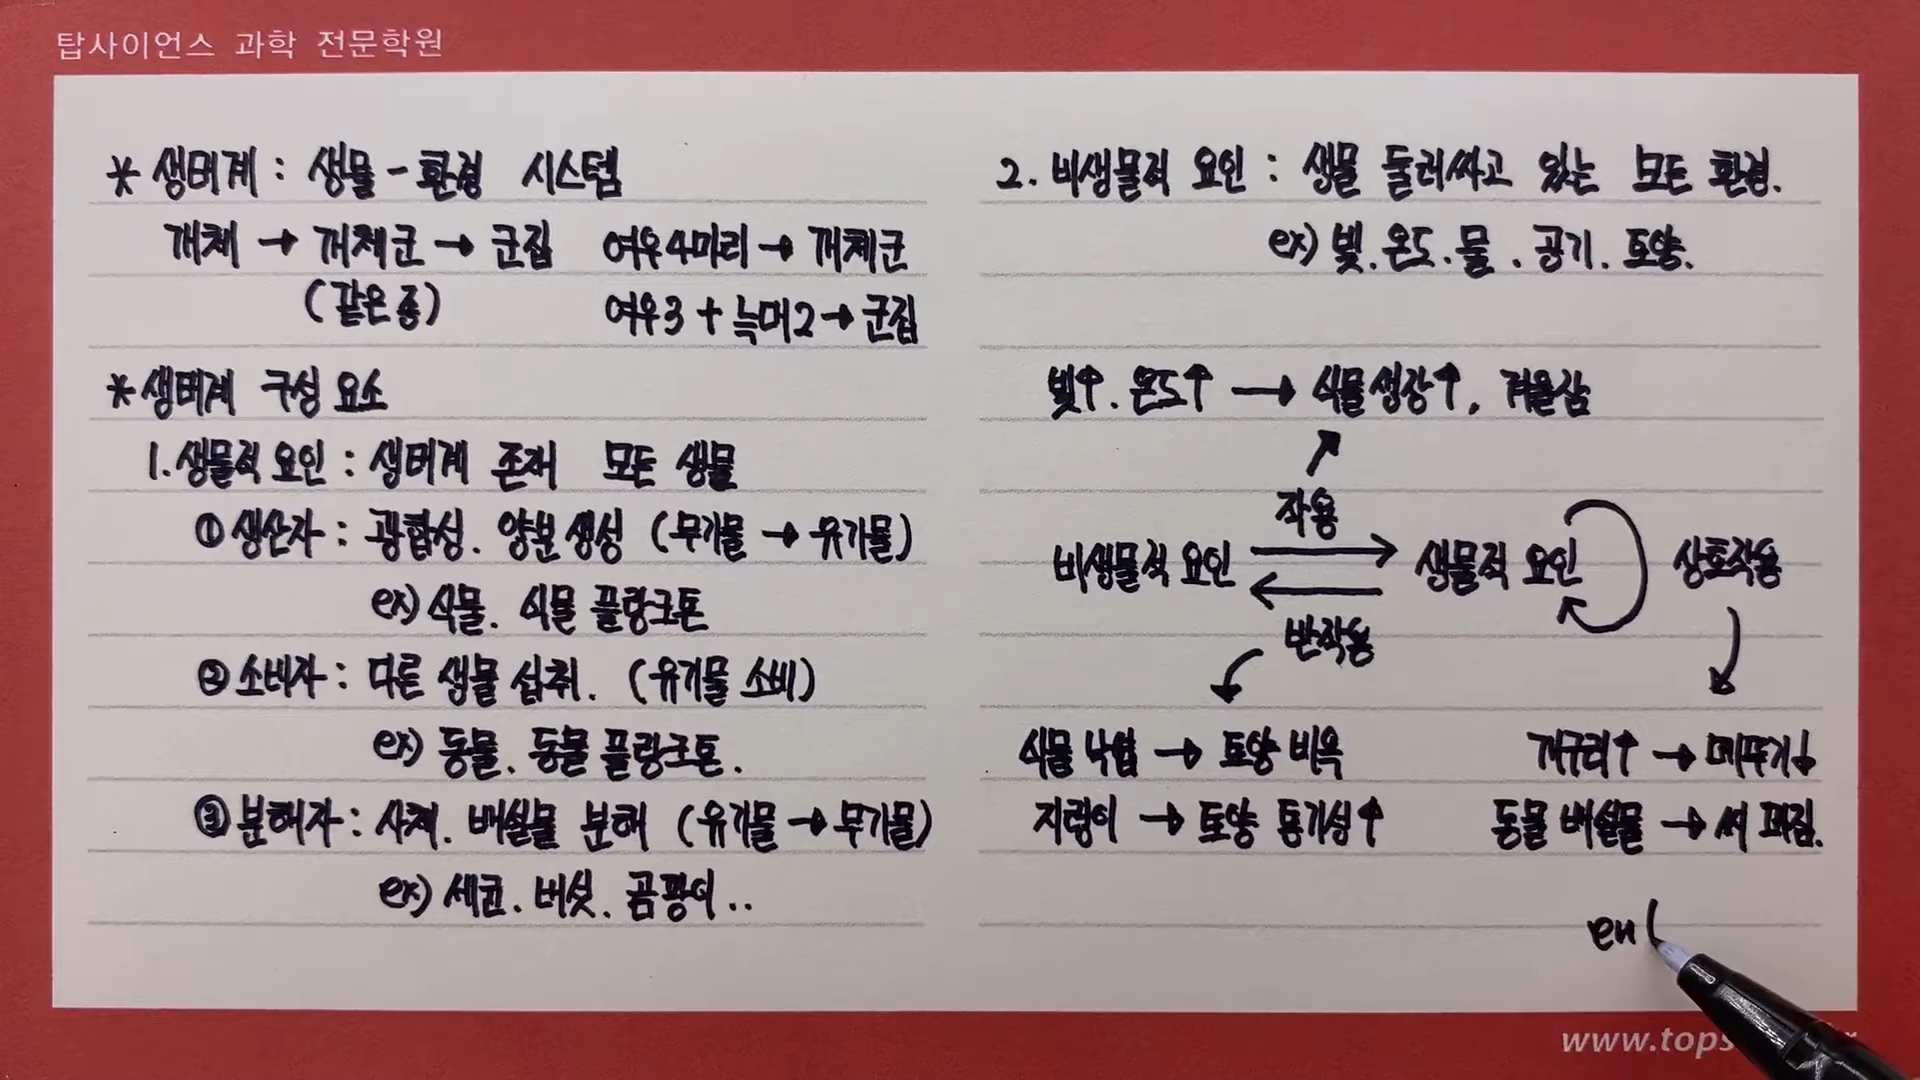 탑사이언스 과학 전문학원
* 생태계 : 생물 - 환경 시스템
개체 → 개체군 → 군집 여우4마리 → 개체군
(같은 종) 여우3 + 늑대2 → 군집
* 생태계 구성 요소
1. 생물적 요인 : 생태계 존재 모든 생물
① 생산자 : 광합성. 양분 생성 (무기물 → 유기물)
ex) 식물. 식물 플랑크톤
② 소비자 : 다른 생물 섭취. (유기물 소비)
ex) 동물. 동물 플랑크톤.
③ 분해자 : 사체. 배설물 분해 (유기물 → 무기물)
ex) 세균. 버섯. 곰팡이..
2. 비생물적 요인 : 생물 둘러싸고 있는 모든 환경.
ex) 빛. 온도. 물. 공기. 토양.
빛↑. 온도↑ → 식물 생장↑, 겨울잠
작용
비생물적 요인 ⇄ 생물적 요인 상호작용
반작용
식물 낙엽 → 토양 비옥 개구리↑ → 메뚜기↓
지렁이 → 토양 통기성↑ 동물 배설물 → 씨 퍼짐.
en
www.tops